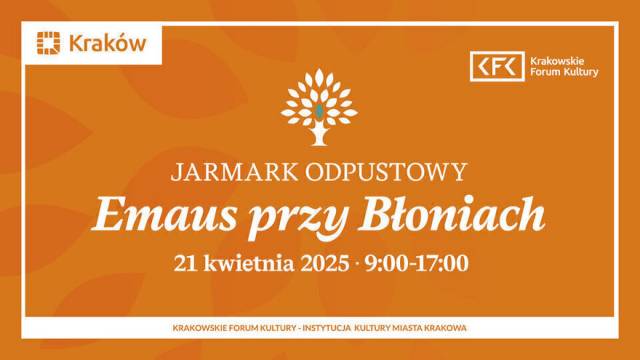 Kraków
KFK
Krakowskie
Forum Kultury
JARMARK ODPUSTOWY
Emaus przy Błoniach
21 kwietnia 2025 · 9:00-17:00
KRAKOWSKIE FORUM KULTURY - INSTYTUCJA KULTURY MIASTA KRAKOWA